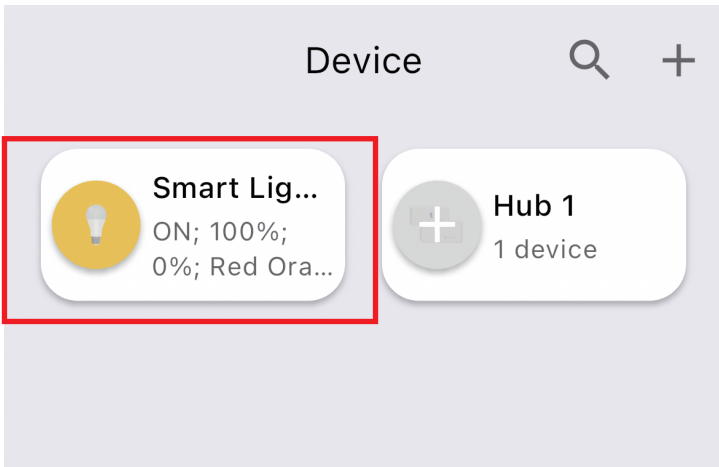 Device
Smart Lig...
ON; 100%;
0%; Red Ora...
Hub 1
1 device